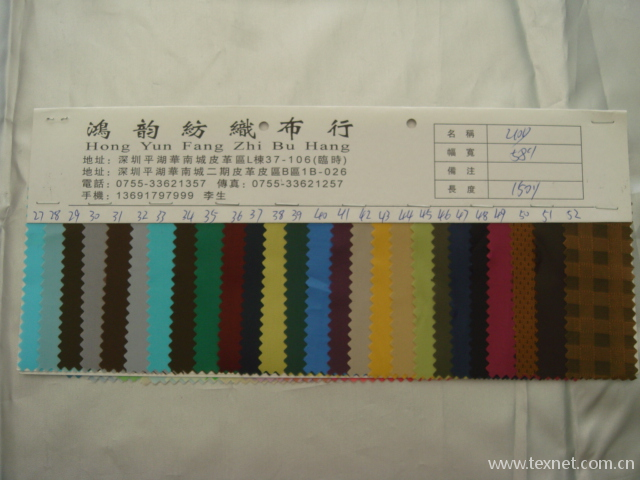 鴻韵紡織布行
Hong Yun Fang Zhi Bu Hang
地址：深圳平湖華南城皮革區L棟37-106(臨時)
地址：深圳平湖華南城二期皮革皮區B區1B-026
電話：0755-33621357 傳真：0755-33621257
手機：13691797999 李生
名稱
幅寬 58"
備注
長度 150y
27 28 29 30 31 32 33 34 35 36 37 38 39 40 41 42 43 44 45 46 47 48 49 50 51 52
www.texnet.com.cn